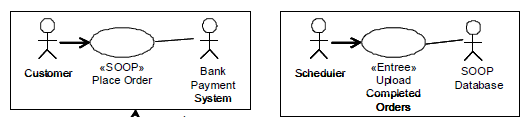 Customer
«SOOP»
Place Order
Bank
Payment
System
Scheduler
«Entree»
Upload
Completed
Orders
SOOP
Database